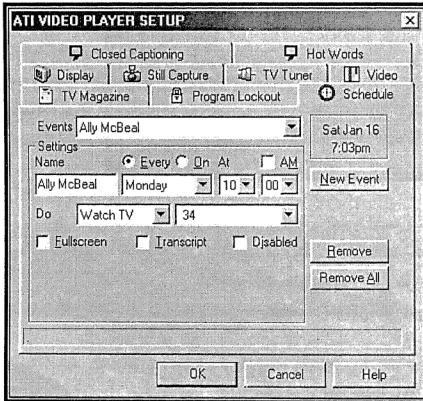 ATI VIDEO PLAYER SETUP
Closed Captioning Hot Words
Display Still Capture TV Tuner Video
TV Magazine Program Lockout Schedule
Events Ally McBeal
Sat Jan 16
7:03pm
Settings
Name Every On At AM
Ally McBeal Monday 10 00
New Event
Do Watch TV 34
Fullscreen Transcript Disabled
Remove
Remove All
OK Cancel Help